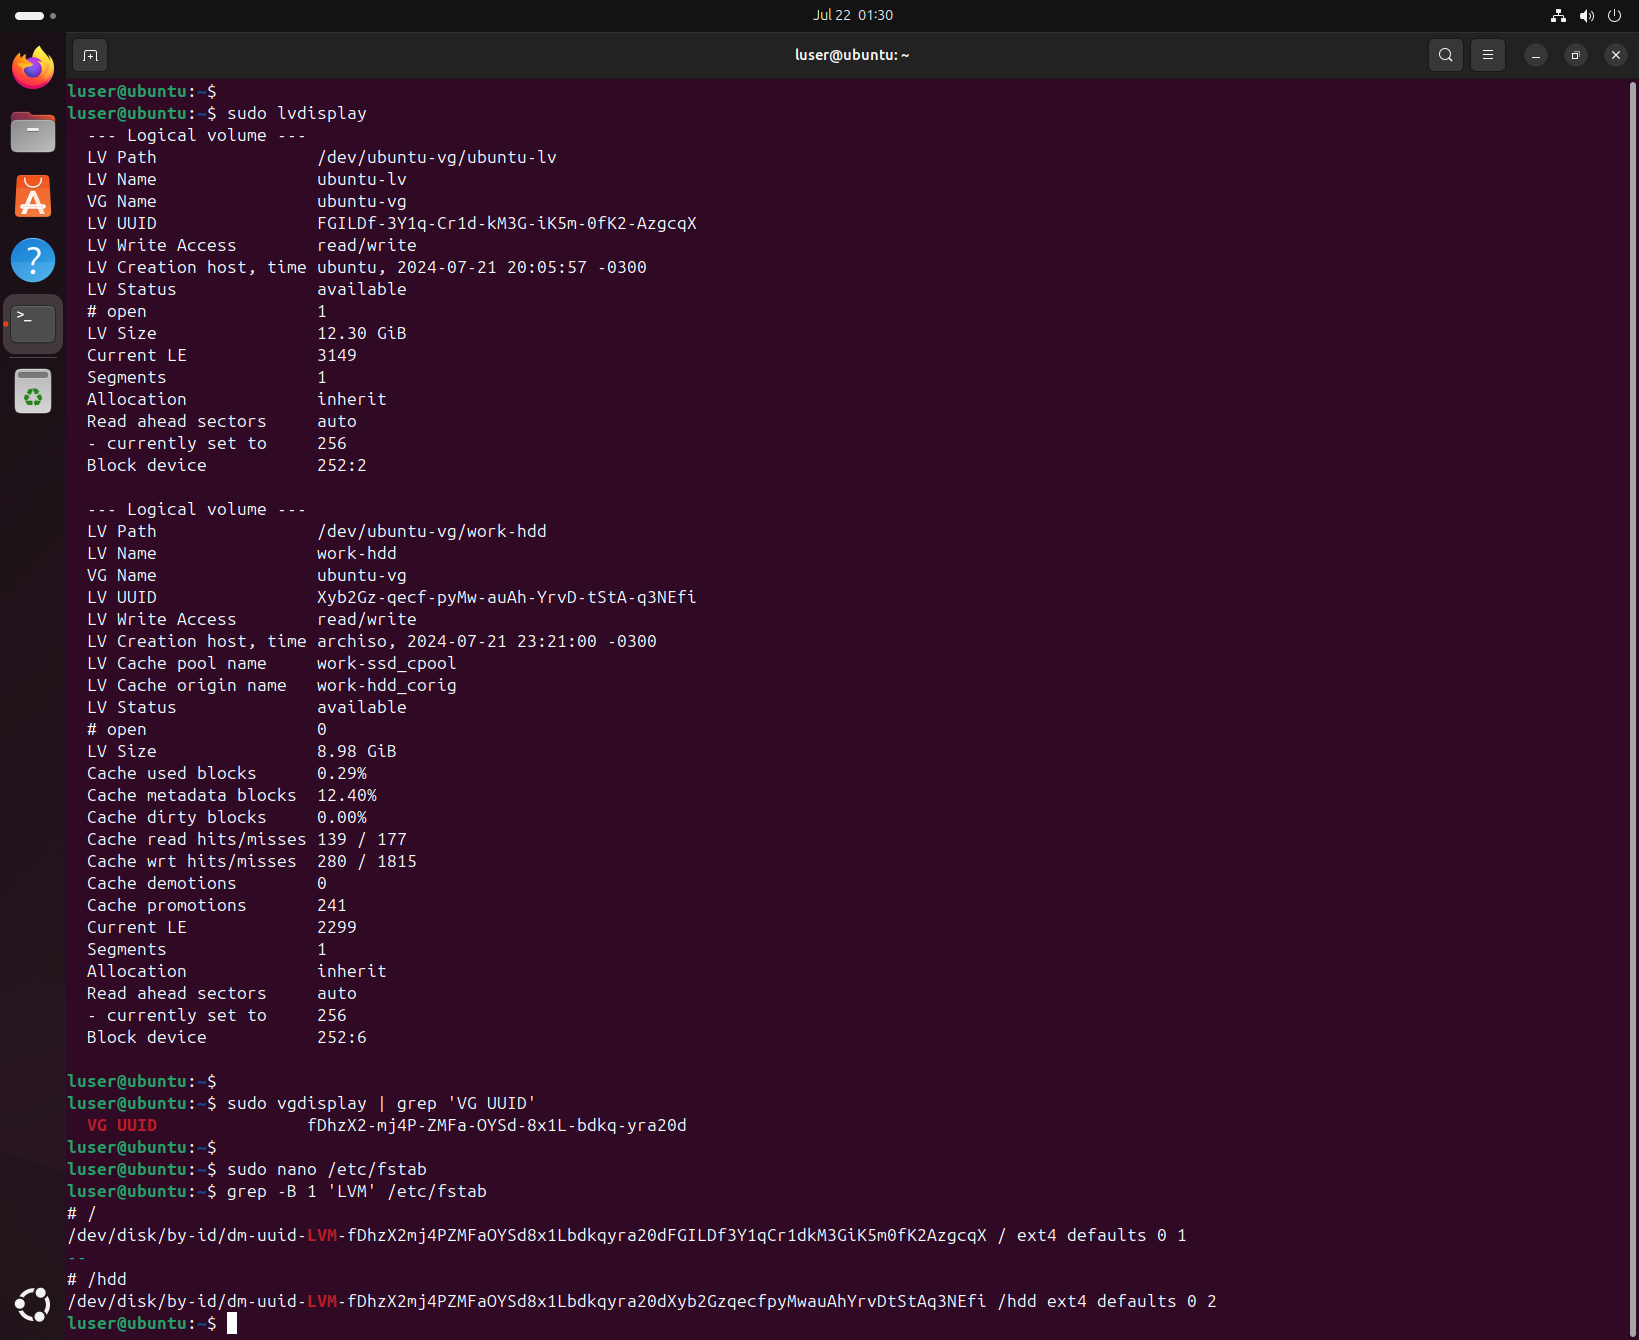 Jul 22 01:30
luser@ubuntu: ~
luser@ubuntu:~$
luser@ubuntu:~$ sudo lvdisplay
--- Logical volume ---
LV Path /dev/ubuntu-vg/ubuntu-lv
LV Name ubuntu-lv
VG Name ubuntu-vg
LV UUID FGILDf-3Y1q-Cr1d-kM3G-iK5m-0fK2-AzgcqX
LV Write Access read/write
LV Creation host, time ubuntu, 2024-07-21 20:05:57 -0300
LV Status available
# open 1
LV Size 12.30 GiB
Current LE 3149
Segments 1
Allocation inherit
Read ahead sectors auto
- currently set to 256
Block device 252:2
--- Logical volume ---
LV Path /dev/ubuntu-vg/work-hdd
LV Name work-hdd
VG Name ubuntu-vg
LV UUID Xyb2Gz-qecf-pyMw-auAh-YrvD-tStA-q3NEfi
LV Write Access read/write
LV Creation host, time archiso, 2024-07-21 23:21:00 -0300
LV Cache pool name work-ssd_cpool
LV Cache origin name work-hdd_corig
LV Status available
# open 0
LV Size 8.98 GiB
Cache used blocks 0.29%
Cache metadata blocks 12.40%
Cache dirty blocks 0.00%
Cache read hits/misses 139 / 177
Cache wrt hits/misses 280 / 1815
Cache demotions 0
Cache promotions 241
Current LE 2299
Segments 1
Allocation inherit
Read ahead sectors auto
- currently set to 256
Block device 252:6
luser@ubuntu:~$
luser@ubuntu:~$ sudo vgdisplay | grep 'VG UUID'
VG UUID fDhzX2-mj4P-ZMFa-OYSd-8x1L-bdkq-yra20d
luser@ubuntu:~$
luser@ubuntu:~$ sudo nano /etc/fstab
luser@ubuntu:~$ grep -B 1 'LVM' /etc/fstab
# /
/dev/disk/by-id/dm-uuid-LVM-fDhzX2mj4PZMFaOYSd8x1Lbdkqyra20dFGILDf3Y1qCr1dkM3GiK5m0fK2AzgcqX / ext4 defaults 0 1
--
# /hdd
/dev/disk/by-id/dm-uuid-LVM-fDhzX2mj4PZMFaOYSd8x1Lbdkqyra20dXyb2GzqecfpyMwauAhYrvDtStAq3NEfi /hdd ext4 defaults 0 2
luser@ubuntu:~$